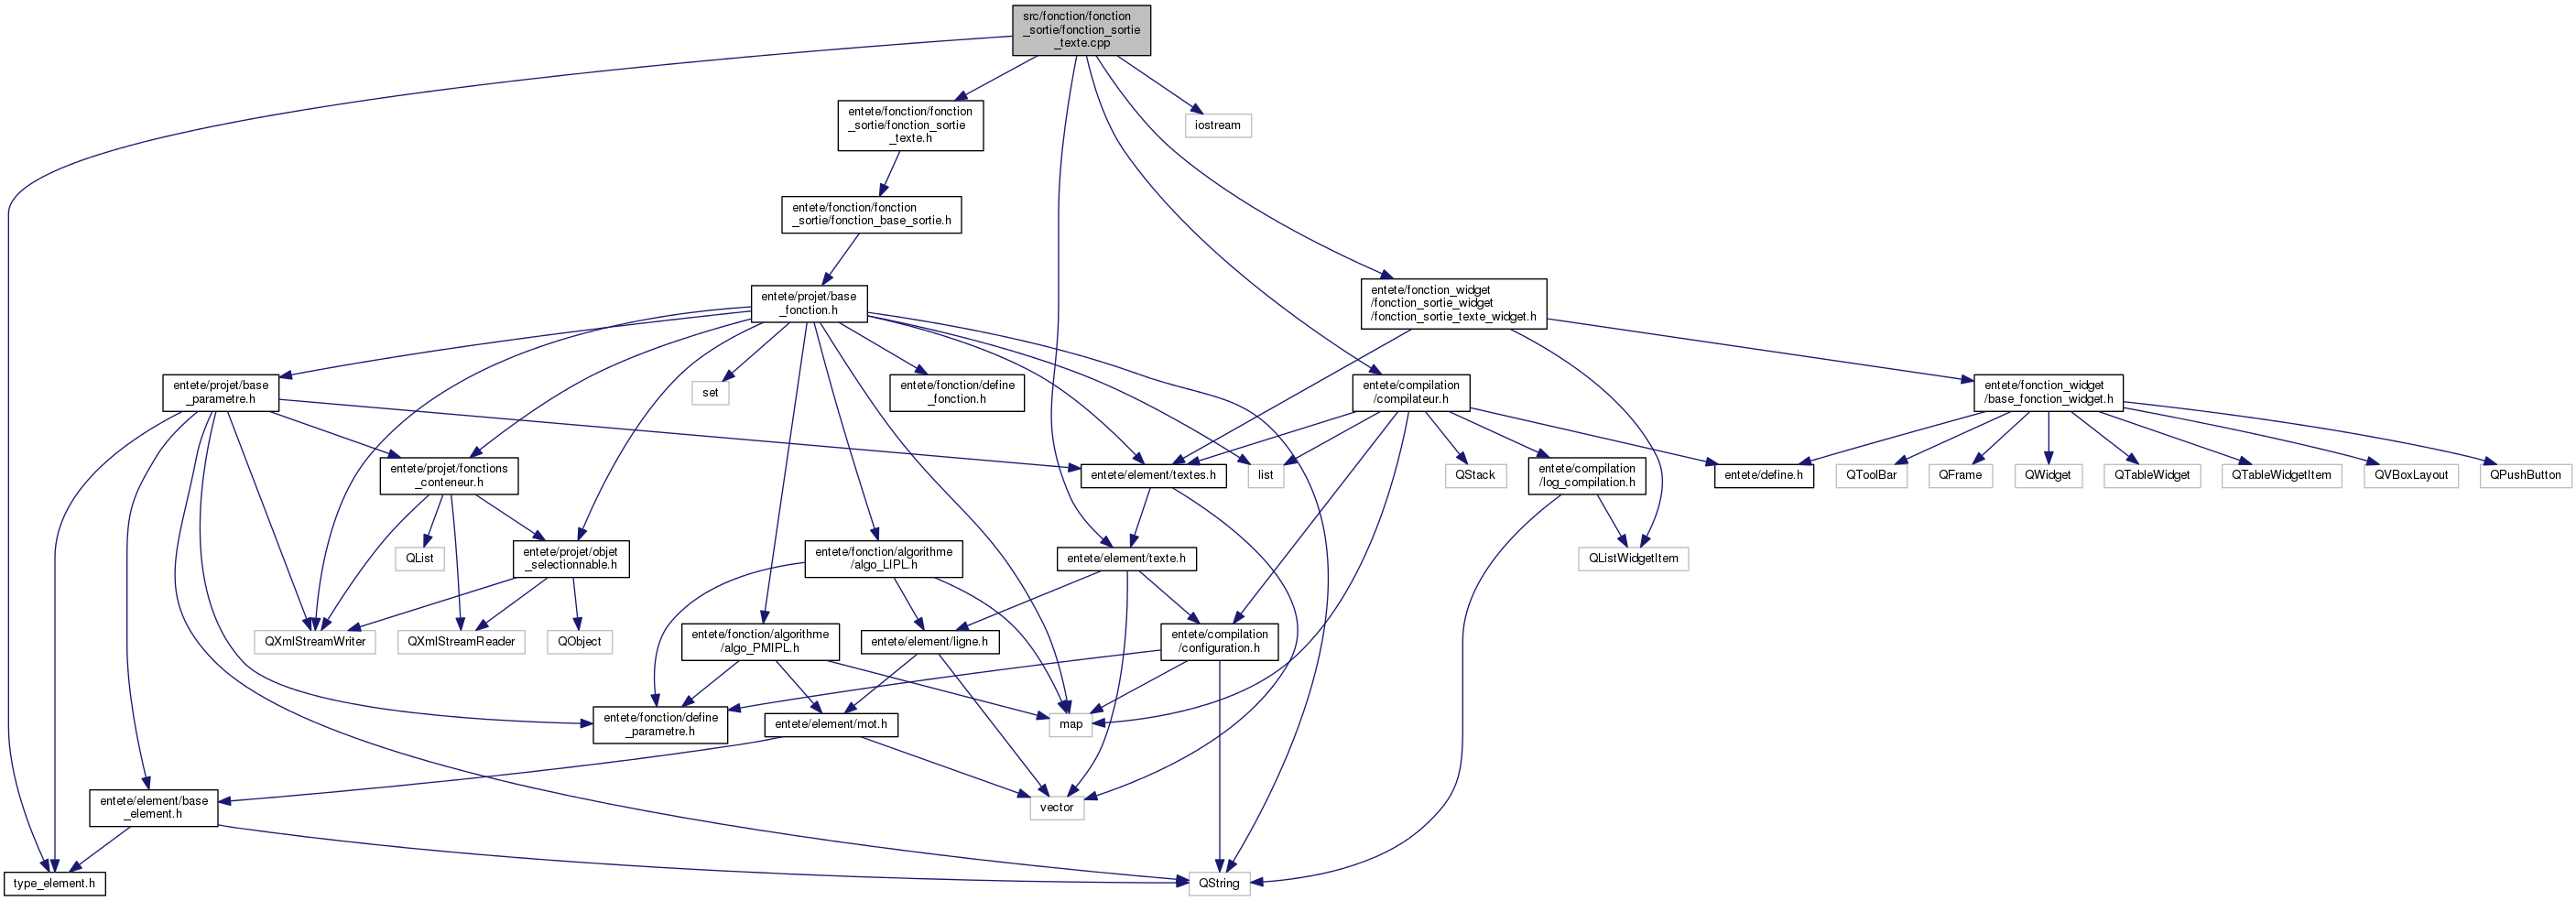 src/fonction/fonction
_sortie/fonction_sortie
_texte.cpp
entete/fonction/fonction
_sortie/fonction_sortie
_texte.h
iostream
entete/fonction/fonction
_sortie/fonction_base_sortie.h
entete/projet/base
_fonction.h
entete/fonction_widget
/fonction_sortie_widget
/fonction_sortie_texte_widget.h
entete/projet/base
_parametre.h
set
entete/fonction/define
_fonction.h
entete/compilation
/compilateur.h
entete/fonction_widget
/base_fonction_widget.h
entete/projet/fonctions
_conteneur.h
entete/element/textes.h
list
QStack
entete/compilation
/log_compilation.h
entete/define.h
QToolBar
QFrame
QWidget
QTableWidget
QTableWidgetItem
QVBoxLayout
QPushButton
QList
entete/projet/objet
_selectionnable.h
entete/fonction/algorithme
/algo_LIPL.h
entete/element/texte.h
QListWidgetItem
QXmlStreamWriter
QXmlStreamReader
QObject
entete/fonction/algorithme
/algo_PMIPL.h
entete/element/ligne.h
entete/compilation
/configuration.h
entete/fonction/define
_parametre.h
entete/element/mot.h
map
entete/element/base
_element.h
vector
type_element.h
QString